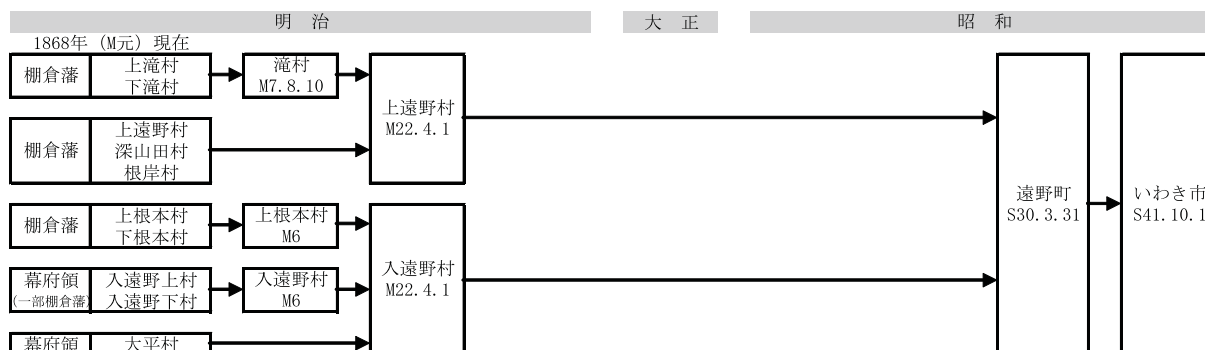 明 治
大 正
昭 和
1868年（M元）現在
棚倉藩
上滝村
下滝村
滝村
M7.8.10
上遠野村
M22.4.1
棚倉藩
上遠野村
深山田村
根岸村
棚倉藩
上根本村
下根本村
上根本村
M6
幕府領
(一部棚倉藩)
入遠野上村
入遠野下村
入遠野村
M6
入遠野村
M22.4.1
幕府領
大平村
遠野町
S30.3.31
いわき市
S41.10.1